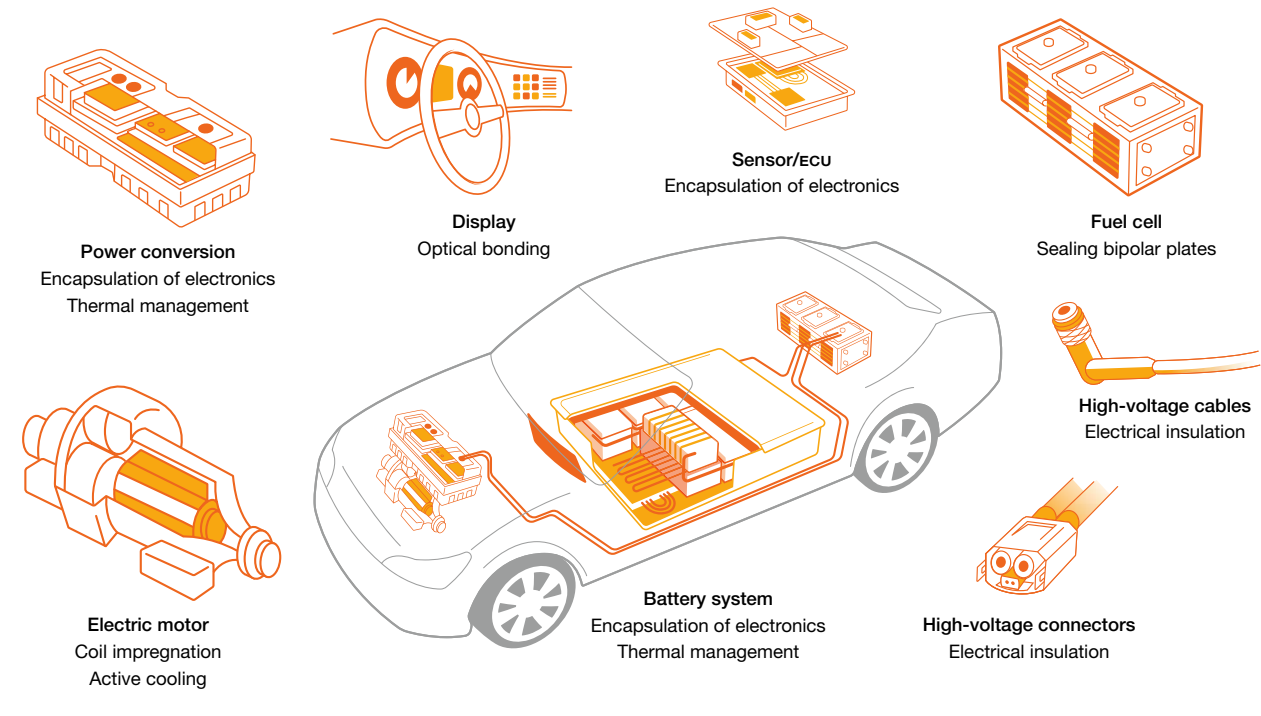 Sensor/ECU
Encapsulation of electronics
Display
Optical bonding
Fuel cell
Sealing bipolar plates
Power conversion
Encapsulation of electronics
Thermal management
High-voltage cables
Electrical insulation
Electric motor
Coil impregnation
Active cooling
Battery system
Encapsulation of electronics
Thermal management
High-voltage connectors
Electrical insulation